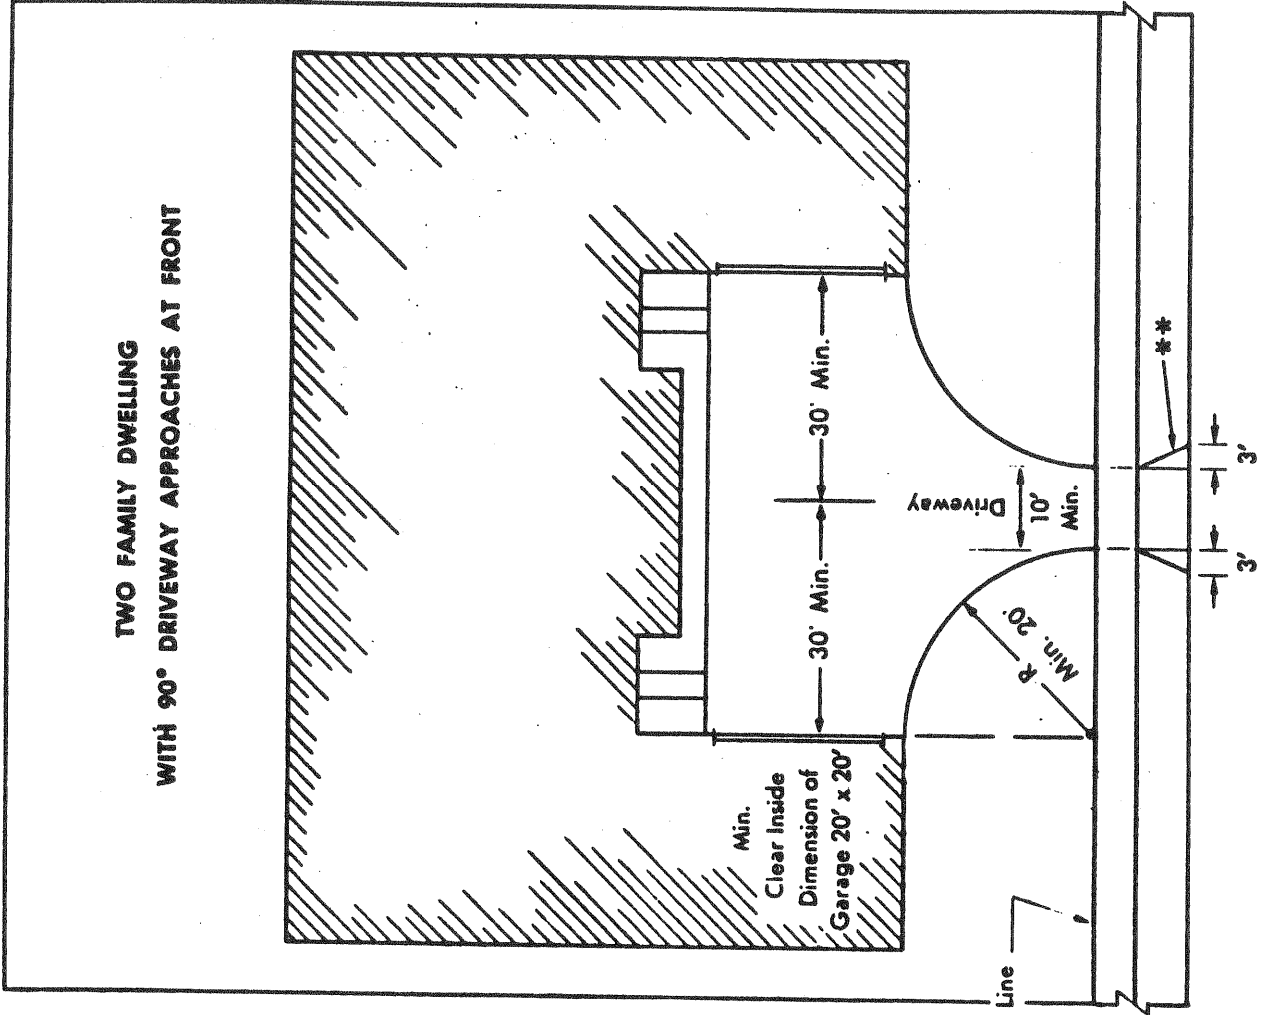 TWO FAMILY DWELLING
WITH 90° DRIVEWAY APPROACHES AT FRONT
Min.
Clear Inside
Dimension of
Garage 20' x 20'
30' Min.
30' Min.
Driveway
10'
Min.
R
Min. 20'
Line
**
3'
3'